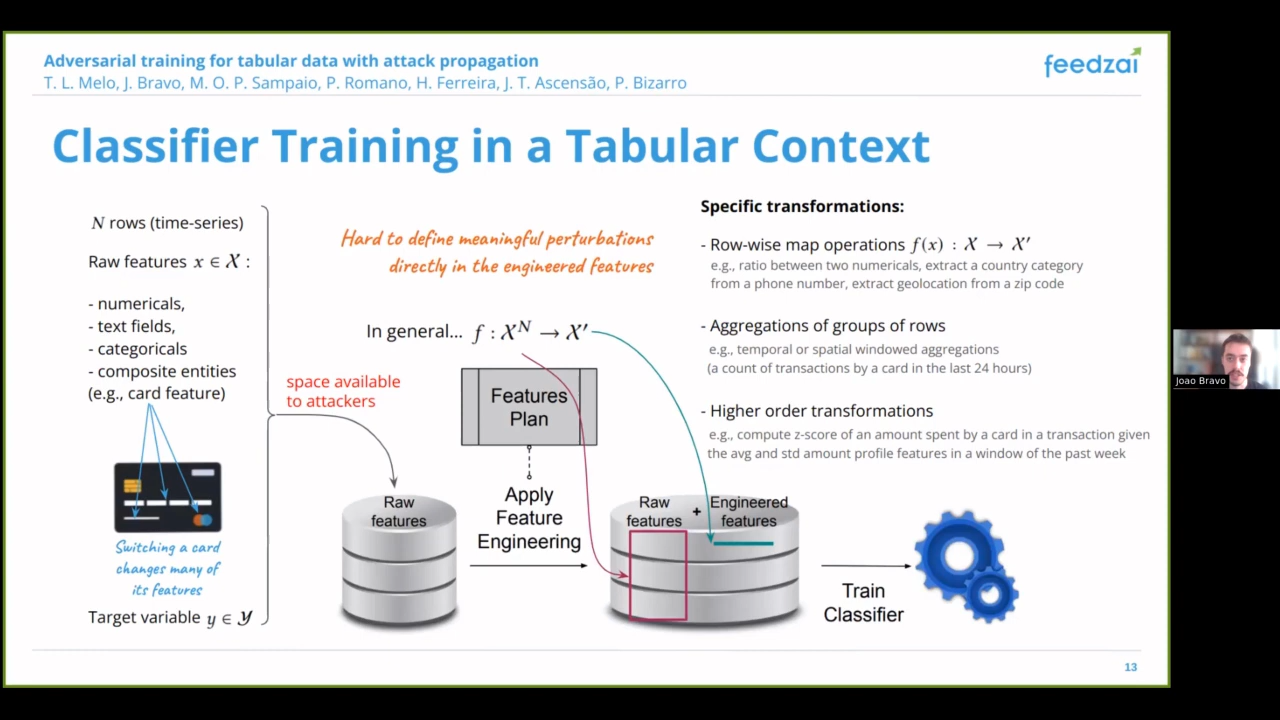 Adversarial training for tabular data with attack propagation
T. L. Melo, J. Bravo, M. O. P. Sampaio, P. Romano, H. Ferreira, J. T. Ascensão, P. Bizarro
feedzai
Classifier Training in a Tabular Context
N rows (time-series)
Raw features x ∈ 𝒳 :
- numericals,
- text fields,
- categoricals
- composite entities
(e.g., card feature)
Switching a card
changes many of
its features
Target variable y ∈ 𝒴
space available
to attackers
Hard to define meaningful perturbations
directly in the engineered features
In general... f : 𝒳ᴺ → 𝒳′
Features
Plan
Raw
features
Apply
Feature
Engineering
Raw
features
+
Engineered
features
Train
Classifier
Specific transformations:
- Row-wise map operations f(x) : 𝒳 → 𝒳′
e.g., ratio between two numericals, extract a country category
from a phone number, extract geolocation from a zip code
- Aggregations of groups of rows
e.g., temporal or spatial windowed aggregations
(a count of transactions by a card in the last 24 hours)
- Higher order transformations
e.g., compute z-score of an amount spent by a card in a transaction given
the avg and std amount profile features in a window of the past week
13
Joao Bravo